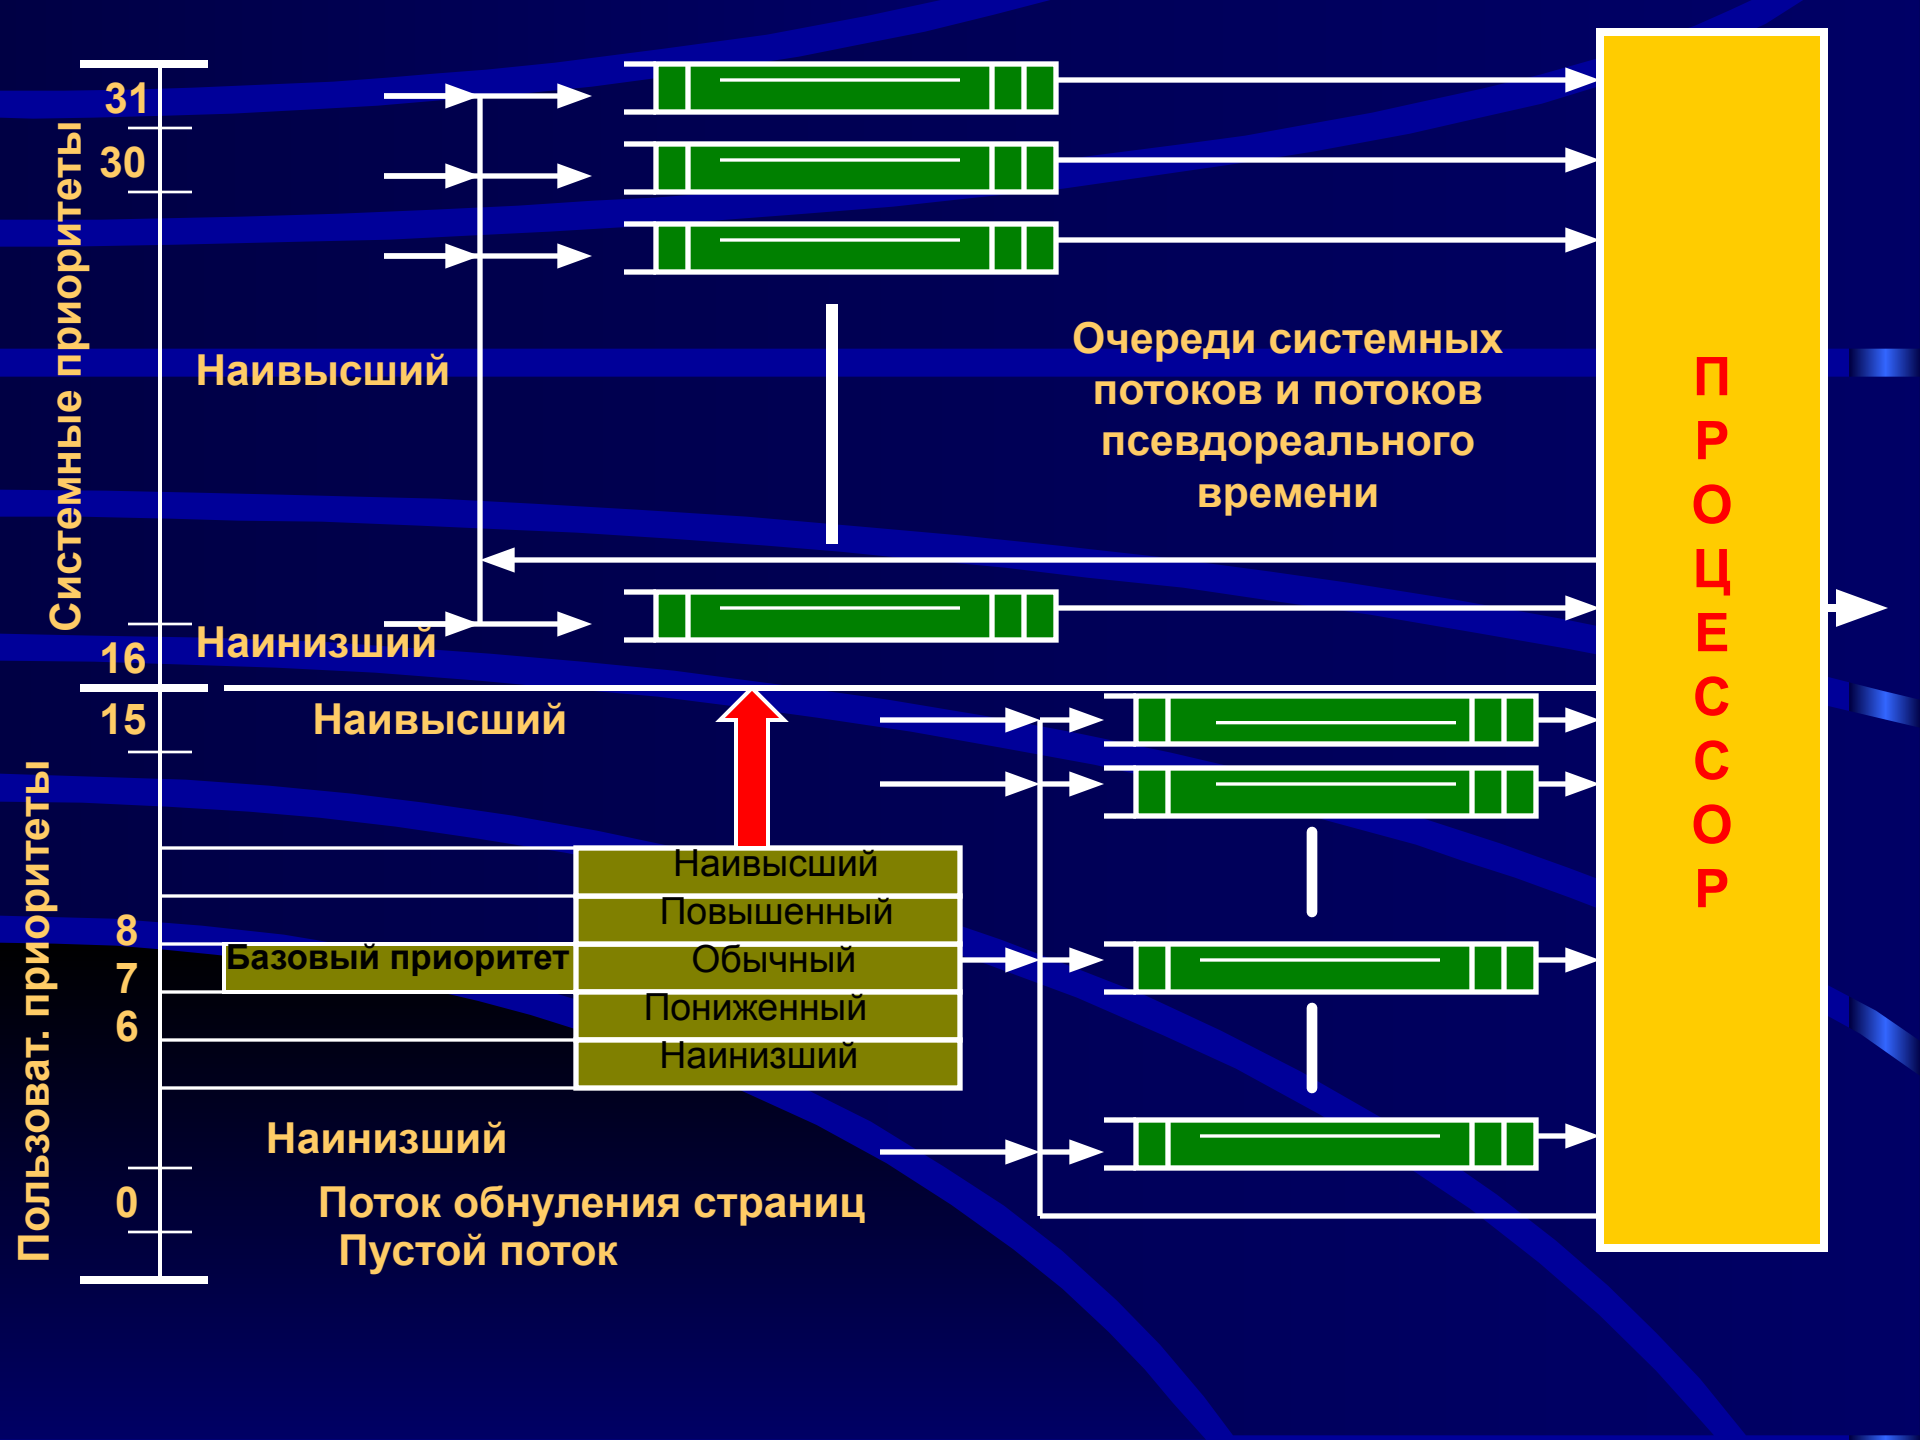 Системные приоритеты
31
30
Наивысший
Очереди системных
потоков и потоков
псевдореального
времени
16
Наинизший
П
Р
О
Ц
Е
С
С
О
Р
Пользоват. приоритеты
15
Наивысший
Наивысший
8
Повышенный
7
Базовый приоритет
Обычный
6
Пониженный
Наинизший
Наинизший
0
Поток обнуления страниц
Пустой поток